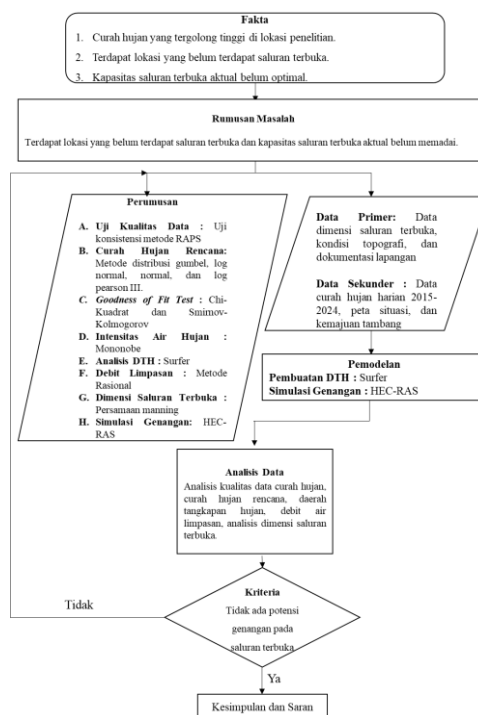 Fakta
1. Curah hujan yang tergolong tinggi di lokasi penelitian.
2. Terdapat lokasi yang belum terdapat saluran terbuka.
3. Kapasitas saluran terbuka aktual belum optimal.
Rumusan Masalah
Terdapat lokasi yang belum terdapat saluran terbuka dan kapasitas saluran terbuka aktual belum memadai.
Perumusan
A. Uji Kualitas Data : Uji
konsistensi metode RAPS
B. Curah Hujan Rencana:
Metode distribusi gumbel, log
normal, normal, dan log
pearson III.
C. Goodness of Fit Test : Chi-
Kuadrat dan Smirnov-
Kolmogorov
D. Intensitas Air Hujan :
Mononobe
E. Analisis DTH : Surfer
F. Debit Limpasan : Metode
Rasional
G. Dimensi Saluran Terbuka :
Persamaan manning
H. Simulasi Genangan: HEC-
RAS
Data Primer: Data
dimensi saluran terbuka,
kondisi topografi, dan
dokumentasi lapangan
Data Sekunder : Data
curah hujan harian 2015-
2024, peta situasi, dan
kemajuan tambang
Pemodelan
Pembuatan DTH : Surfer
Simulasi Genangan : HEC-RAS
Analisis Data
Analisis kualitas data curah hujan,
curah hujan rencana, daerah
tangkapan hujan, debit air
limpasan, analisis dimensi saluran
terbuka.
Kriteria
Tidak ada potensi
genangan pada
saluran terbuka
Tidak
Ya
Kesimpulan dan Saran